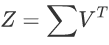 Z = ∑V^T